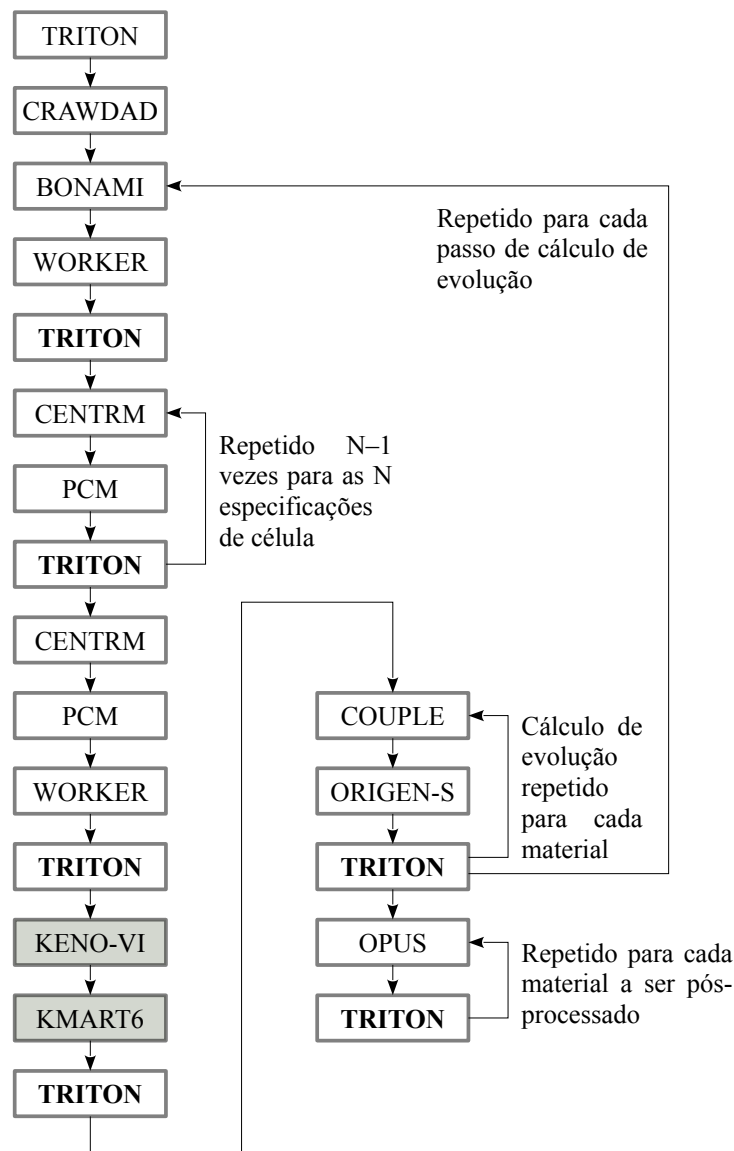 TRITON
CRAWDAD
BONAMI
WORKER
TRITON
CENTRM
PCM
TRITON
CENTRM
PCM
WORKER
TRITON
KENO-VI
KMART6
TRITON
Repetido N–1
vezes para as N
especificações
de célula
Repetido para cada
passo de cálculo de
evolução
COUPLE
ORIGEN-S
TRITON
OPUS
TRITON
Cálculo de
evolução
repetido
para cada
material
Repetido para cada
material a ser pós-
processado